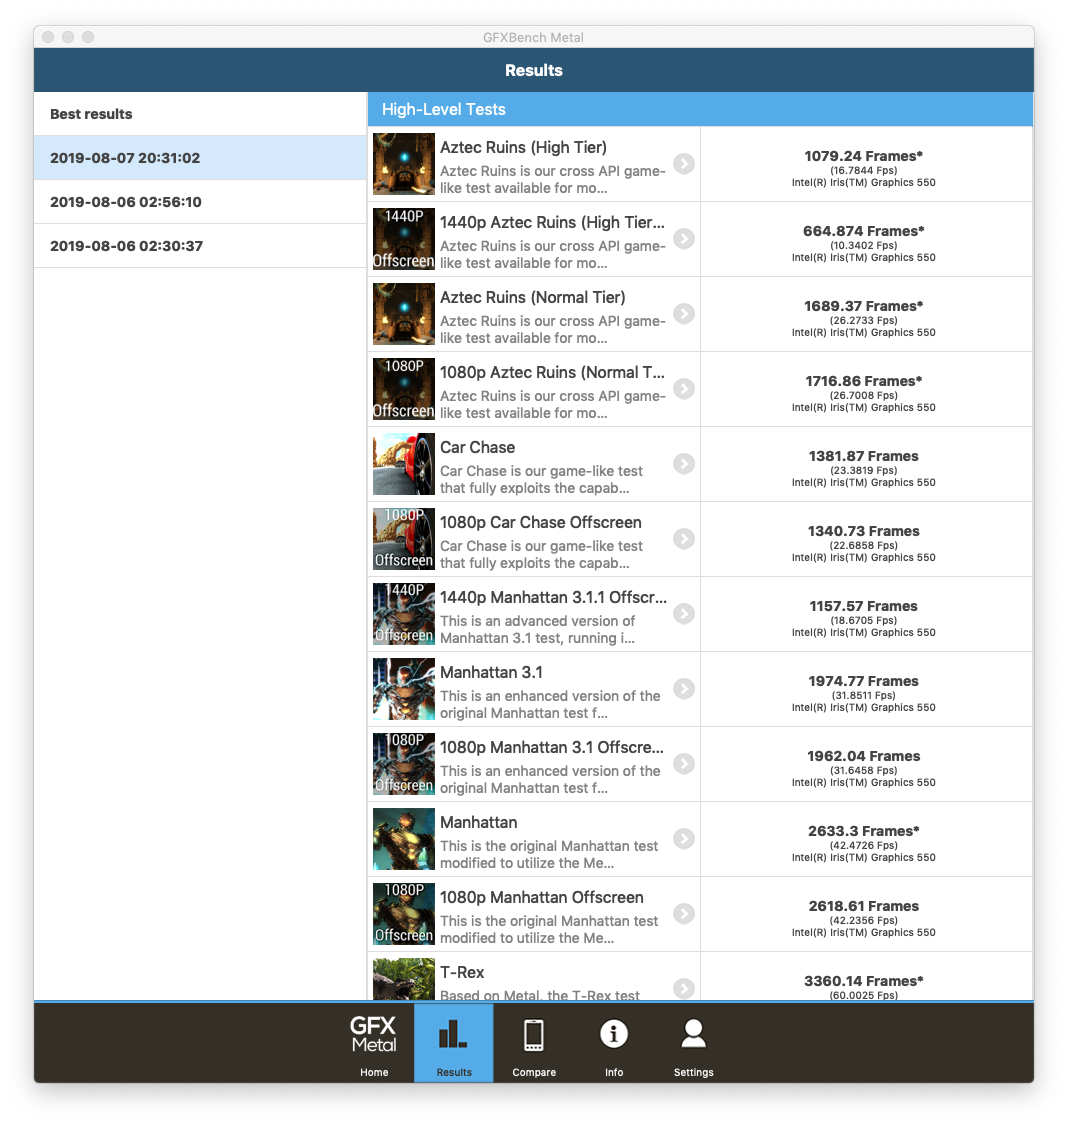 GFXBench Metal
Results
Best results
2019-08-07 20:31:02
2019-08-06 02:56:10
2019-08-06 02:30:37
High-Level Tests
Aztec Ruins (High Tier)
Aztec Ruins is our cross API game-
like test available for mo...
1079.24 Frames*
(16.7844 Fps)
Intel(R) Iris(TM) Graphics 550
1440P
Offscreen
1440p Aztec Ruins (High Tier...
Aztec Ruins is our cross API game-
like test available for mo...
664.874 Frames*
(10.3402 Fps)
Intel(R) Iris(TM) Graphics 550
Aztec Ruins (Normal Tier)
Aztec Ruins is our cross API game-
like test available for mo...
1689.37 Frames*
(26.2733 Fps)
Intel(R) Iris(TM) Graphics 550
1080P
Offscreen
1080p Aztec Ruins (Normal T...
Aztec Ruins is our cross API game-
like test available for mo...
1716.86 Frames*
(26.7008 Fps)
Intel(R) Iris(TM) Graphics 550
Car Chase
Car Chase is our game-like test
that fully exploits the capab...
1381.87 Frames
(23.3819 Fps)
Intel(R) Iris(TM) Graphics 550
1080P
Offscreen
1080p Car Chase Offscreen
Car Chase is our game-like test
that fully exploits the capab...
1340.73 Frames
(22.6858 Fps)
Intel(R) Iris(TM) Graphics 550
1440P
Offscreen
1440p Manhattan 3.1.1 Offscr...
This is an advanced version of
Manhattan 3.1 test, running i...
1157.57 Frames
(18.6705 Fps)
Intel(R) Iris(TM) Graphics 550
Manhattan 3.1
This is an enhanced version of the
original Manhattan test f...
1974.77 Frames
(31.8511 Fps)
Intel(R) Iris(TM) Graphics 550
1080P
Offscreen
1080p Manhattan 3.1 Offscre...
This is an enhanced version of the
original Manhattan test f...
1962.04 Frames
(31.6458 Fps)
Intel(R) Iris(TM) Graphics 550
Manhattan
This is the original Manhattan test
modified to utilize the Me...
2633.3 Frames*
(42.4726 Fps)
Intel(R) Iris(TM) Graphics 550
1080P
Offscreen
1080p Manhattan Offscreen
This is the original Manhattan test
modified to utilize the Me...
2618.61 Frames
(42.2356 Fps)
Intel(R) Iris(TM) Graphics 550
T-Rex
Based on Metal, the T-Rex test
3360.14 Frames*
(60.0025 Fps)
GFX
Metal
Home
Results
Compare
Info
Settings